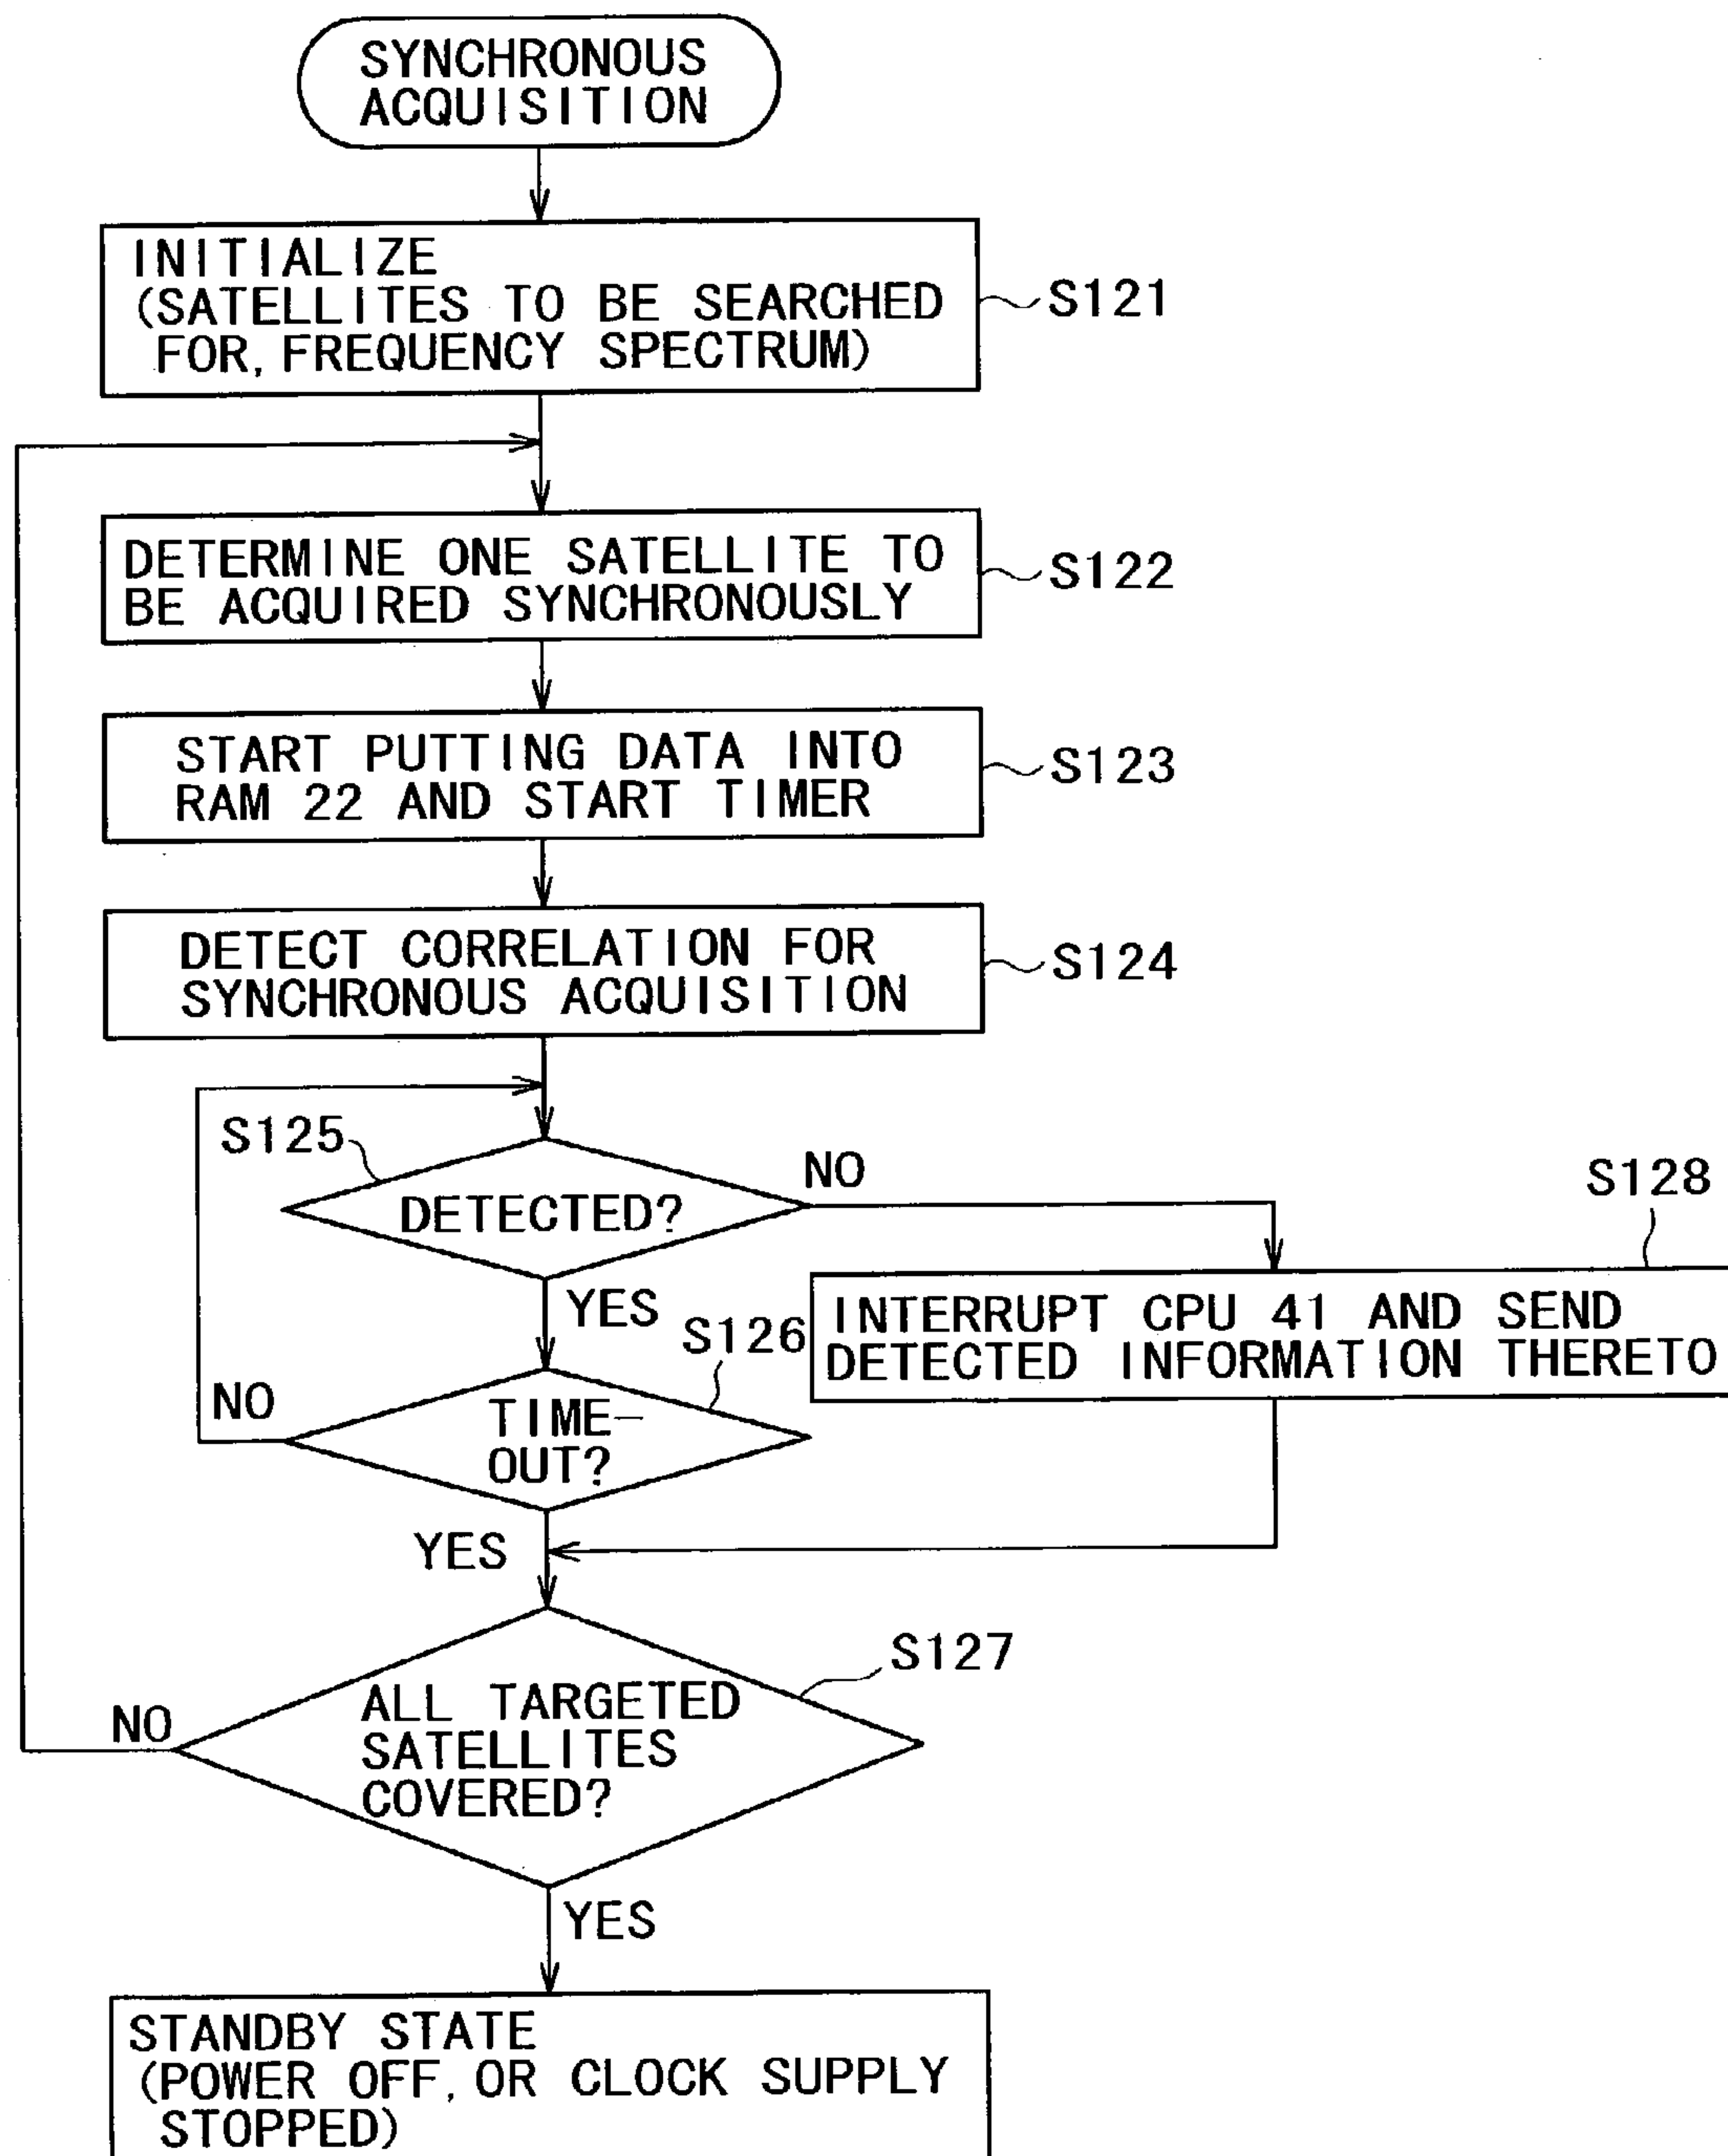 SYNCHRONOUS
ACQUISITION
INITIALIZE
(SATELLITES TO BE SEARCHED
FOR, FREQUENCY SPECTRUM)
S121
DETERMINE ONE SATELLITE TO
BE ACQUIRED SYNCHRONOUSLY
S122
START PUTTING DATA INTO
RAM 22 AND START TIMER
S123
DETECT CORRELATION FOR
SYNCHRONOUS ACQUISITION
S124
S125
DETECTED?
NO
YES
S128
INTERRUPT CPU 41 AND SEND
DETECTED INFORMATION THERETO
S126
TIME-
OUT?
NO
YES
S127
ALL TARGETED
SATELLITES
COVERED?
NO
YES
STANDBY STATE
(POWER OFF, OR CLOCK SUPPLY
STOPPED)